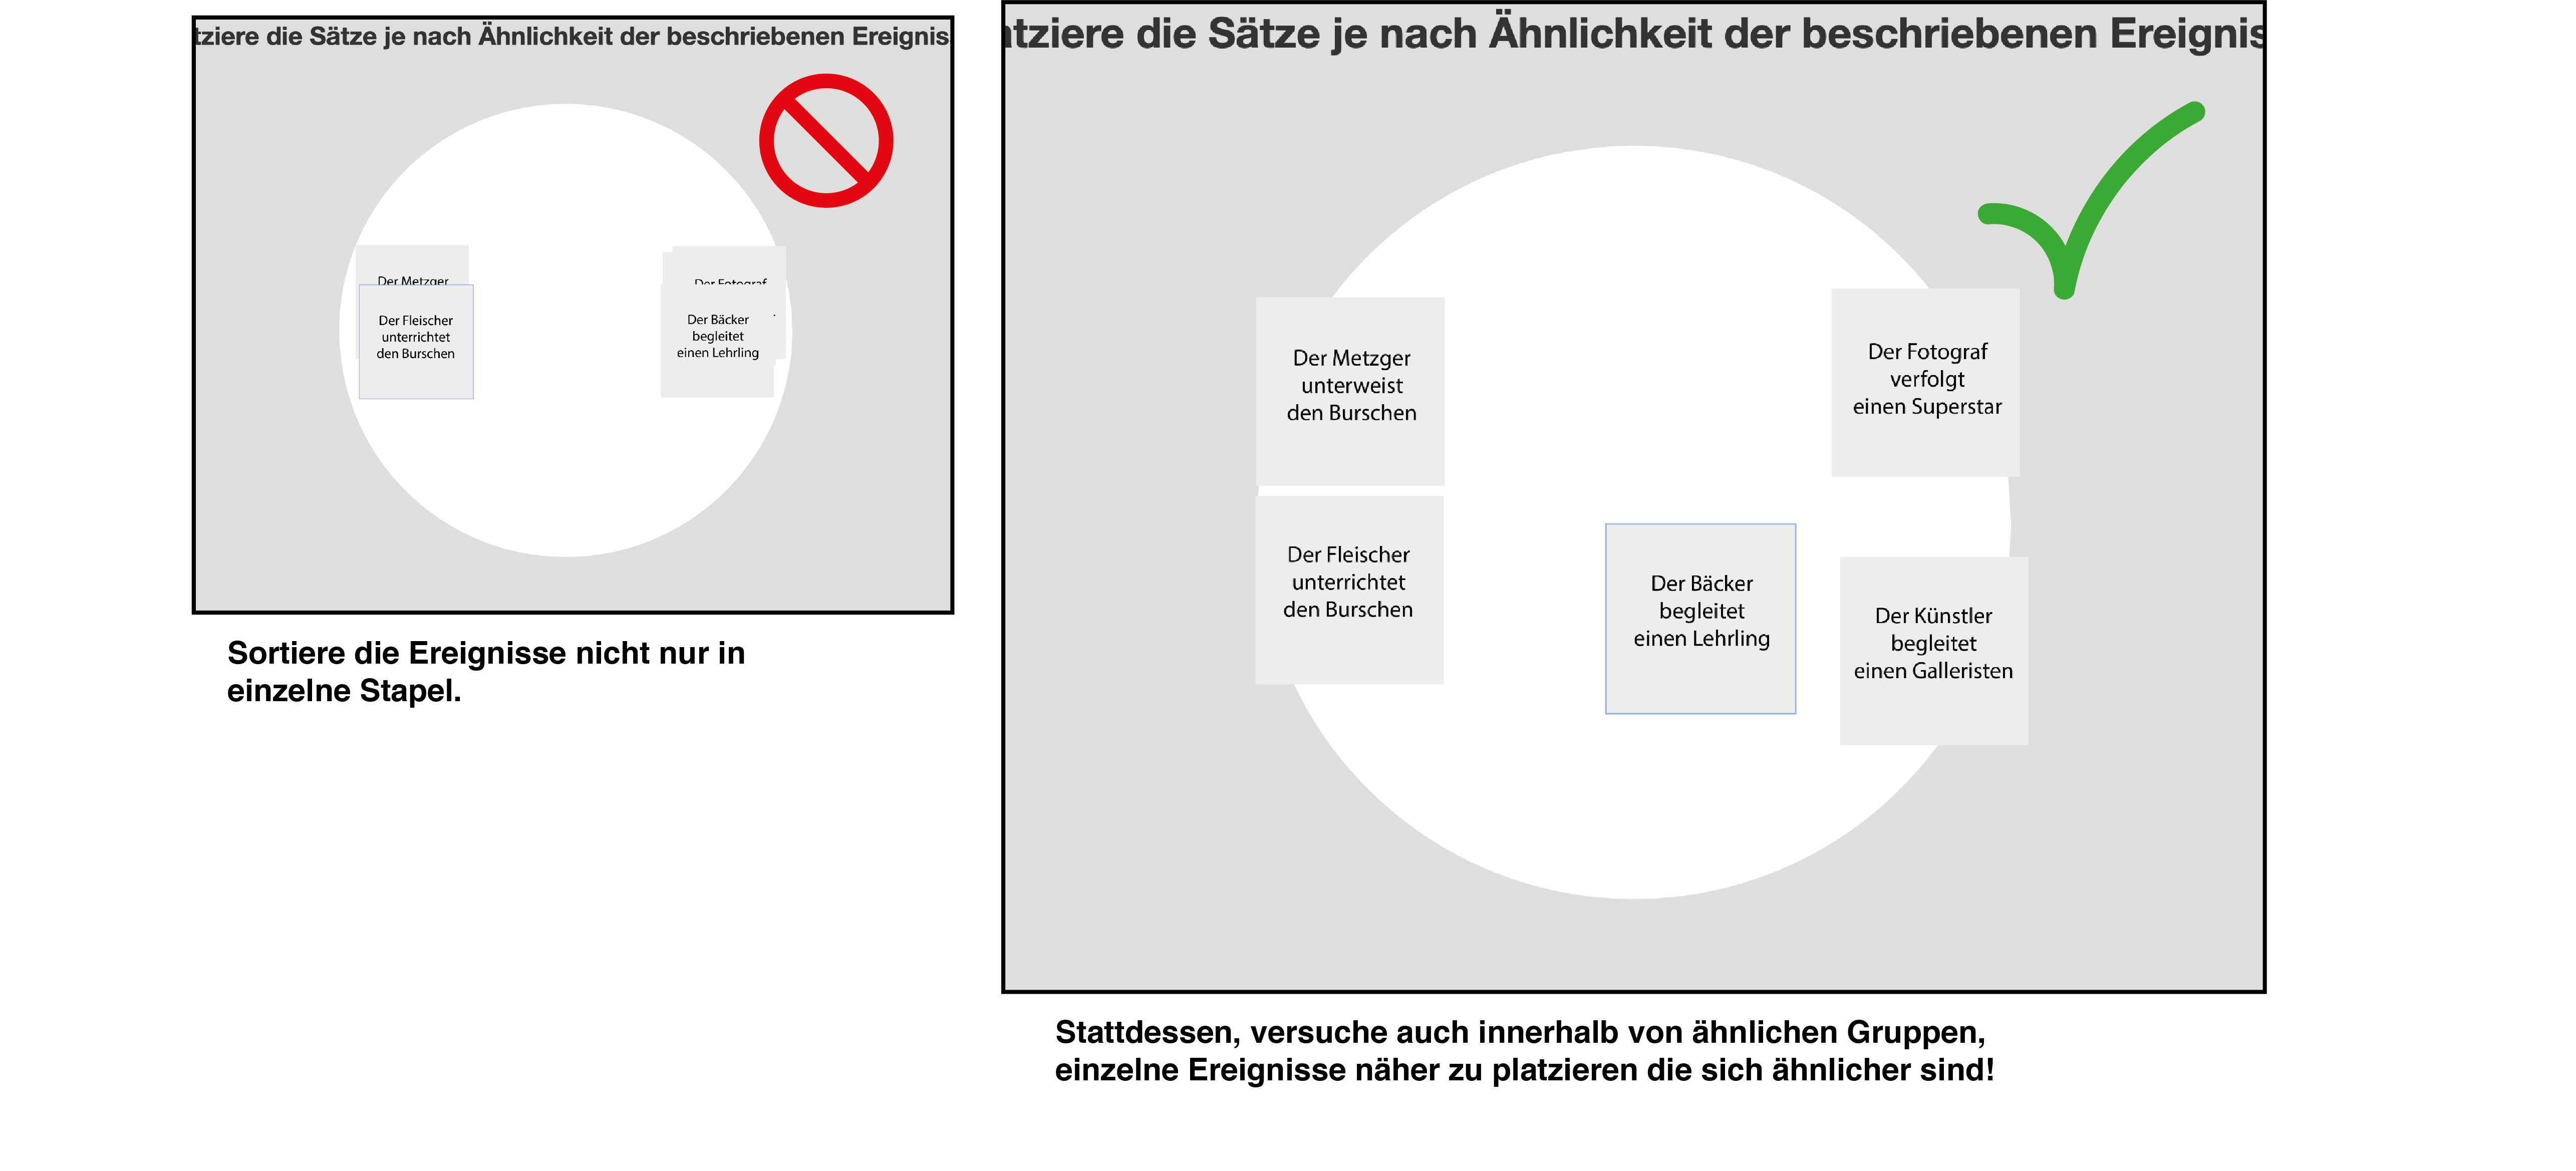 tziere die Sätze je nach Ähnlichkeit der beschriebenen Ereignis
Der Metzger
Der Fleischer
unterrichtet
den Burschen
Der Fotograf
Der Bäcker
begleitet
einen Lehrling
Sortiere die Ereignisse nicht nur in
einzelne Stapel.
tziere die Sätze je nach Ähnlichkeit der beschriebenen Ereignis
Der Metzger
unterweist
den Burschen
Der Fotograf
verfolgt
einen Superstar
Der Fleischer
unterrichtet
den Burschen
Der Bäcker
begleitet
einen Lehrling
Der Künstler
begleitet
einen Galleristen
Stattdessen, versuche auch innerhalb von ähnlichen Gruppen,
einzelne Ereignisse näher zu platzieren die sich ähnlicher sind!